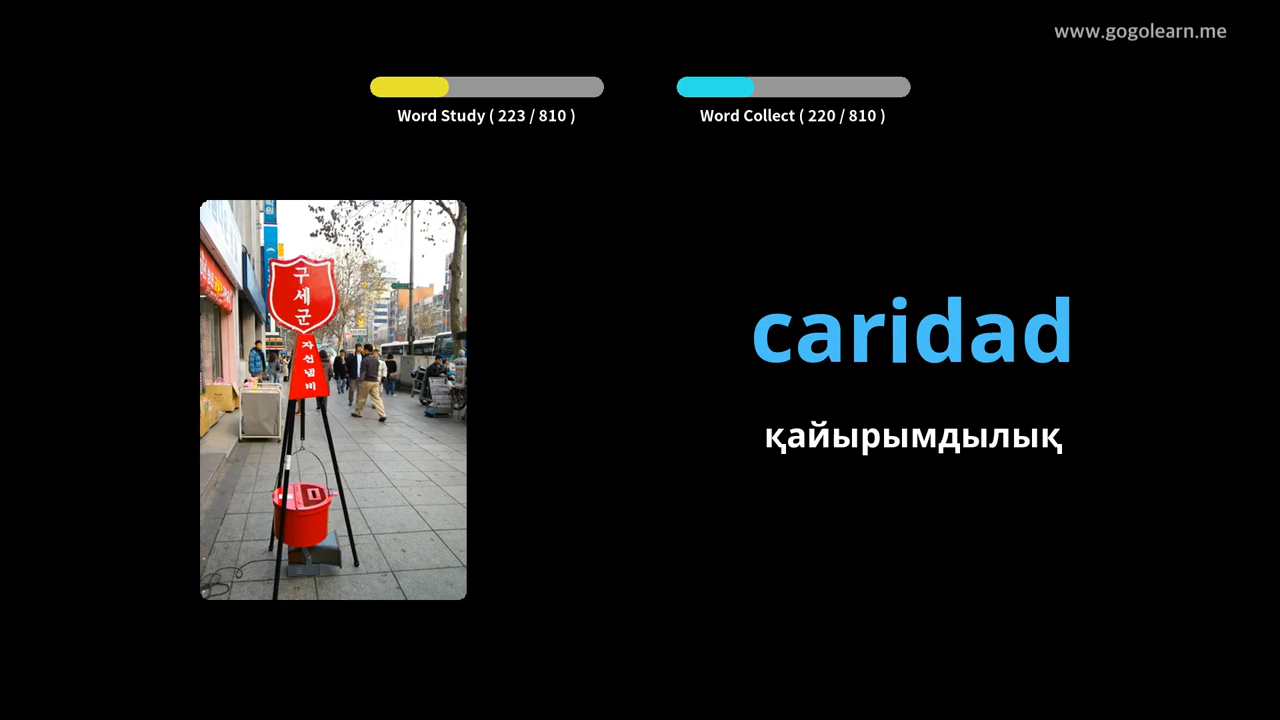 www.gogolearn.me
Word Study ( 223 / 810 )
Word Collect ( 220 / 810 )
구
세
군
자
선
냄
비
caridad
қайырымдылық